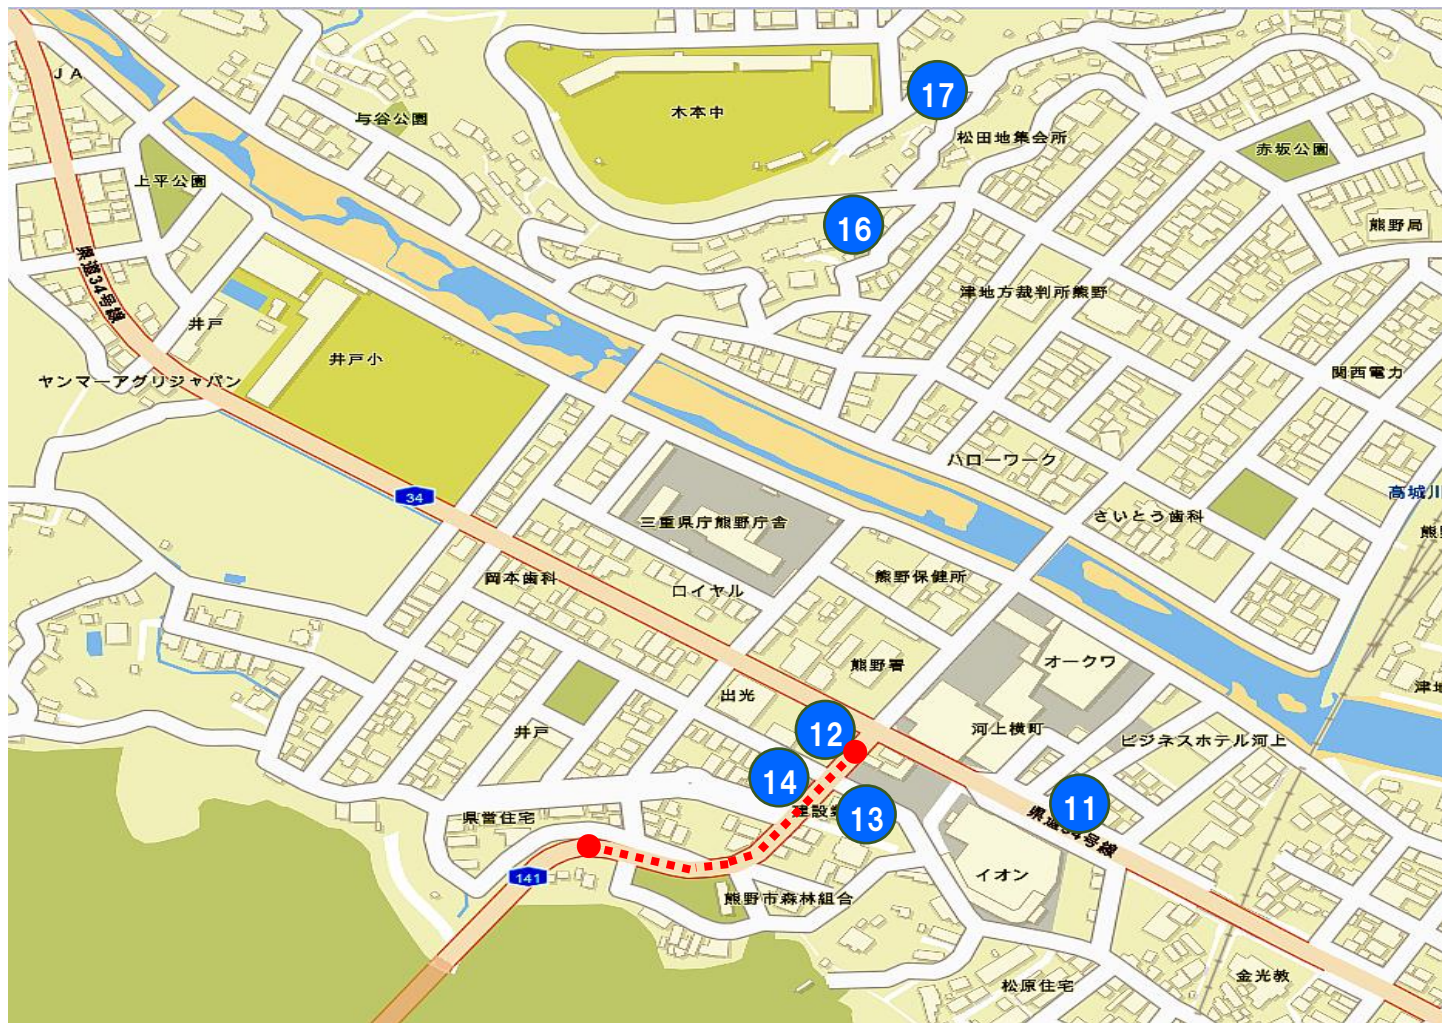 ＪＡ
与谷公園
木本中
17
松田地集会所
赤坂公園
上平公園
16
熊野局
県道34号線
井戸
津地方裁判所熊野
井戸小
ヤンマーアグリジャパン
関西電力
ハローワーク
34
高城川
さいとう歯科
三重県庁熊野庁舎
岡本歯科
ロイヤル
熊野保健所
熊野署
オークワ
出光
井戸
12
河上横町
ビジネスホテル河上
14
13
11
県営住宅
建設
県道34号線
141
イオン
熊野市森林組合
松原住宅
金光教